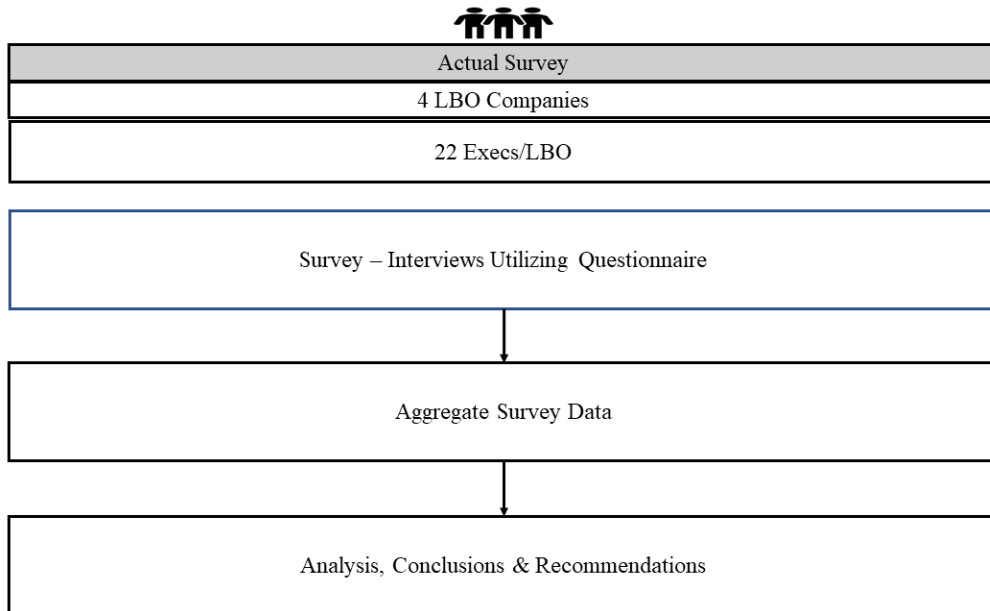 Actual Survey
4 LBO Companies
22 Execs/LBO
Survey – Interviews Utilizing Questionnaire
Aggregate Survey Data
Analysis, Conclusions & Recommendations